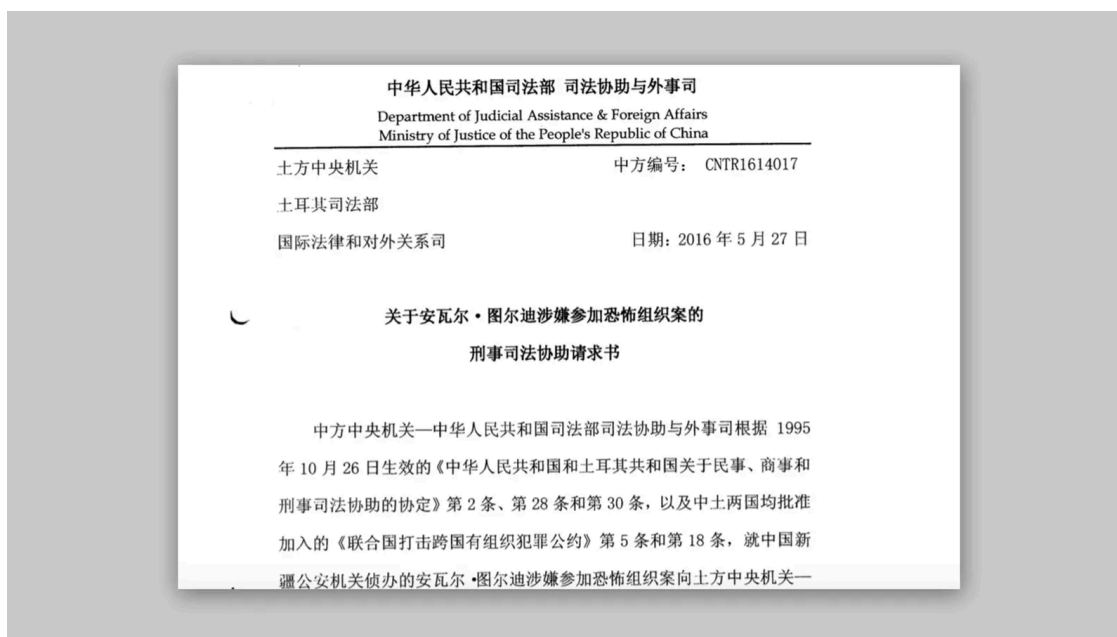 中华人民共和国司法部 司法协助与外事司
Department of Judicial Assistance & Foreign Affairs
Ministry of Justice of the People's Republic of China
土方中央机关 中方编号： CNTR1614017
土耳其司法部
国际法律和对外关系司 日期：2016 年 5 月 27 日
关于安瓦尔·图尔迪涉嫌参加恐怖组织案的
刑事司法协助请求书
中方中央机关—中华人民共和国司法部司法协助与外事司根据 1995
年 10 月 26 日生效的《中华人民共和国和土耳其共和国关于民事、商事和
刑事司法协助的协定》第 2 条、第 28 条和第 30 条，以及中土两国均批准
加入的《联合国打击跨国有组织犯罪公约》第 5 条和第 18 条，就中国新
疆公安机关侦办的安瓦尔·图尔迪涉嫌参加恐怖组织案向土方中央机关—